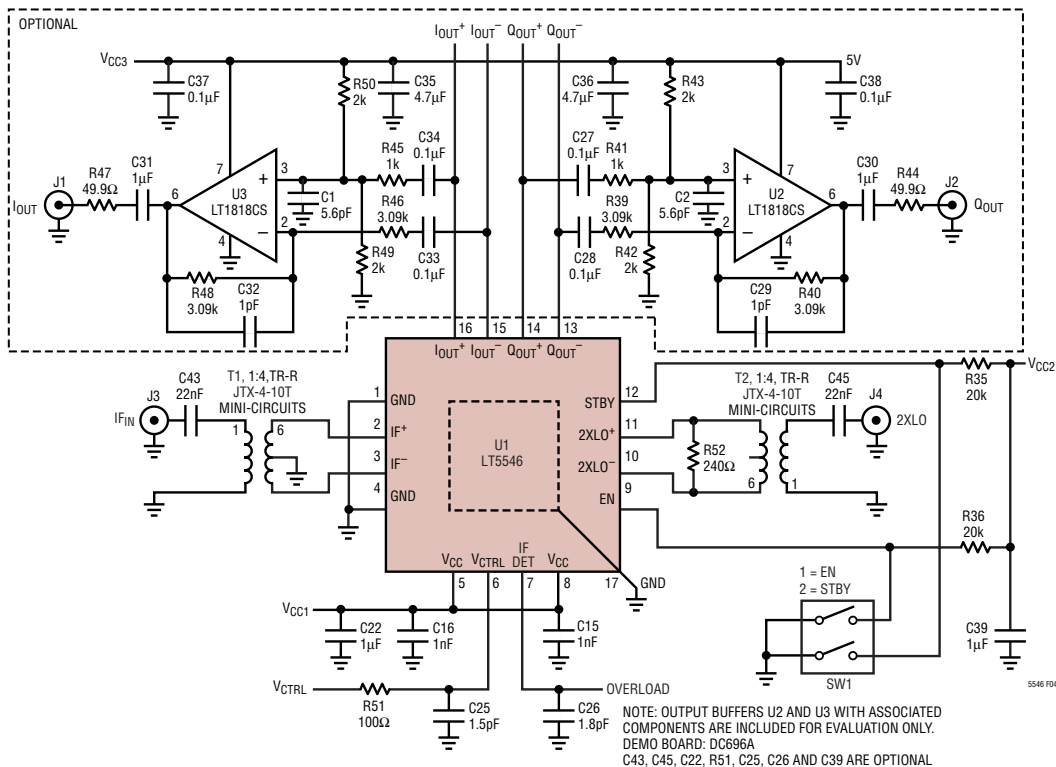 OPTIONAL
IOUT+ IOUT– QOUT+ QOUT–
VCC3
5V
C37
0.1µF
R50
2k
C35
4.7µF
C36
4.7µF
R43
2k
C38
0.1µF
J1
IOUT
R47
49.9Ω
C31
1µF
6
7
U3
LT1818CS
4
3
+
2
–
C1
5.6pF
R45
1k
C34
0.1µF
R46
3.09k
C33
0.1µF
R49
2k
R48
3.09k
C32
1pF
C27
0.1µF
R41
1k
C2
5.6pF
R39
3.09k
C28
0.1µF
R42
2k
3
+
2
–
7
U2
LT1818CS
4
6
C30
1µF
R44
49.9Ω
J2
QOUT
C29
1pF
R40
3.09k
16 15 14 13
IOUT+ IOUT– QOUT+ QOUT–
J3
IFIN
C43
22nF
T1, 1:4,TR-R
JTX-4-10T
MINI-CIRCUITS
1
6
1
GND
2
IF+
3
IF–
4
GND
U1
LT5546
12
STBY
11
2XLO+
10
2XLO–
9
EN
R52
240Ω
T2, 1:4, TR-R
JTX-4-10T
MINI-CIRCUITS
6
1
C45
22nF
J4
2XLO
R35
20k
VCC2
R36
20k
VCC
5
VCTRL
6
IF
DET
7
VCC
8
17
GND
VCC1
C22
1µF
C16
1nF
C15
1nF
1 = EN
2 = STBY
SW1
C39
1µF
VCTRL
R51
100Ω
C25
1.5pF
C26
1.8pF
OVERLOAD
5546 F04
NOTE: OUTPUT BUFFERS U2 AND U3 WITH ASSOCIATED
COMPONENTS ARE INCLUDED FOR EVALUATION ONLY.
DEMO BOARD: DC696A
C43, C45, C22, R51, C25, C26 AND C39 ARE OPTIONAL